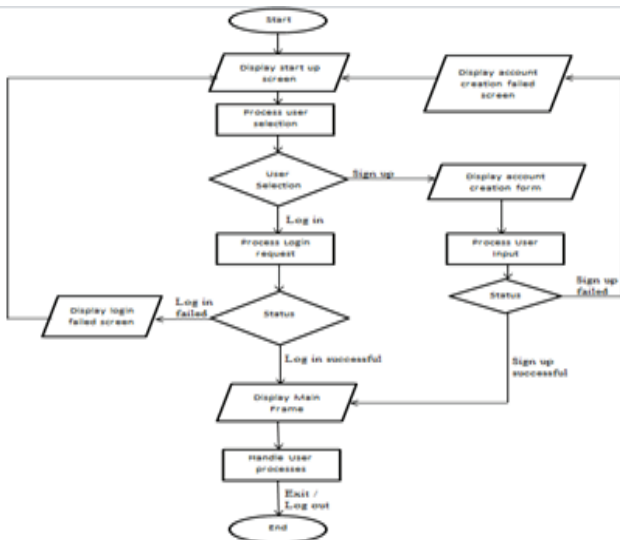 Start
Display start up
screen
Display account
creation failed
screen
Process user
selection
User
Selection
Sign up
Display account
creation form
Log in
Process Login
request
Process User
Input
Display login
failed screen
Log in
failed
Status
Status
Sign up
failed
Log in successful
Sign up
successful
Display Main
Frame
Handle User
processes
Exit /
Log out
End